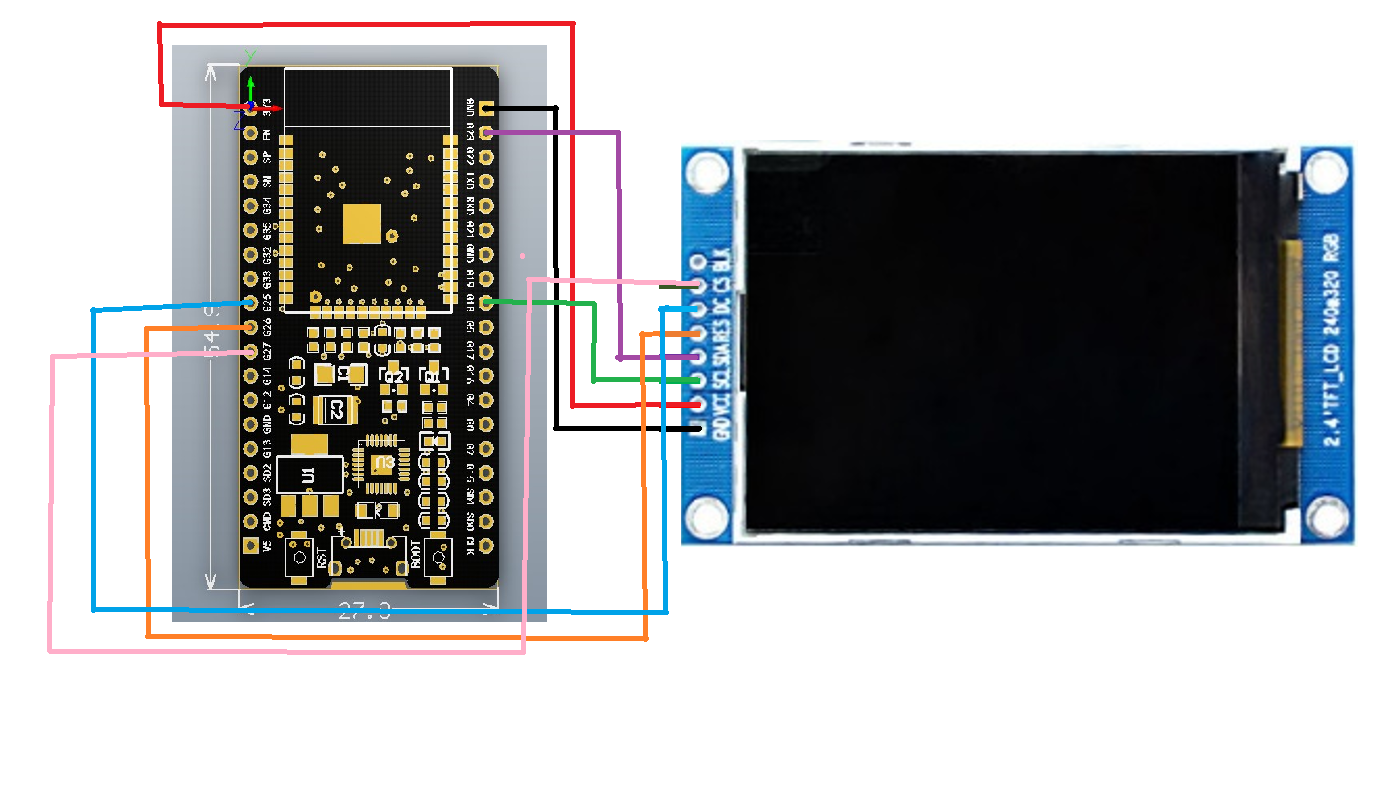 3V3
EN
SP
SN
G34
G35
G32
G33
G25
G26
G27
G14
G12
GND
G13
SD2
SD3
CMD
V5
GND
G23
G22
TXD
RXD
G21
GND
G19
G18
G5
G17
G16
G4
G0
G2
G15
SD1
SD0
CLK
C1
Q2
Q1
C2
U1
U3
RST
BOOT
27.9
BLK
CS
DC
RES
SDA
SCL
VCC
GND
2.4'TFT_LCD 240*320 RGB